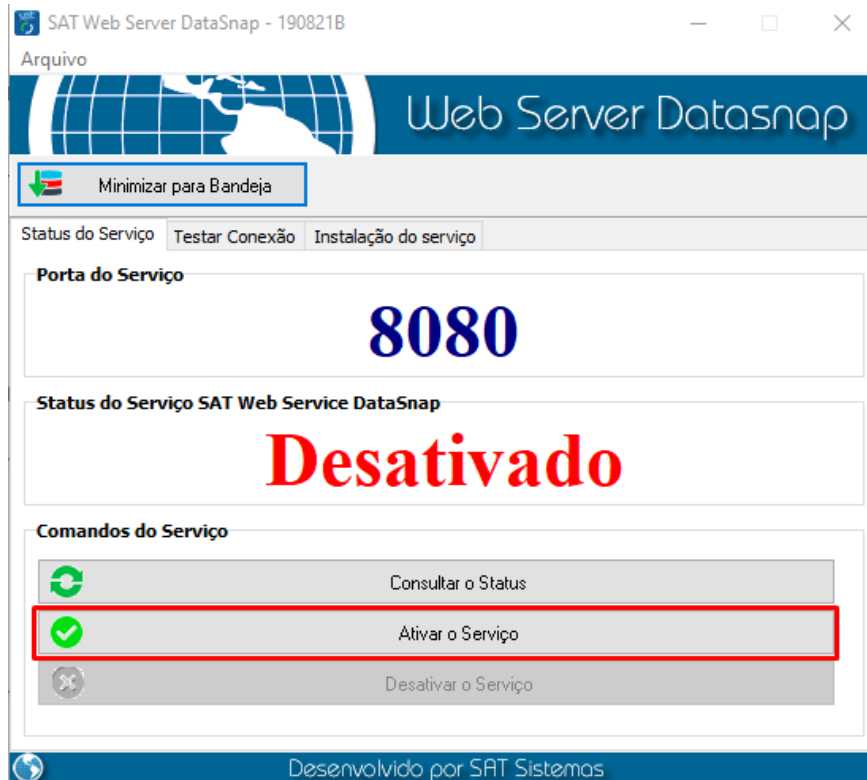 SAT Web Server DataSnap - 190821B
Arquivo
Web Server Datasnap
Minimizar para Bandeja
Status do Serviço Testar Conexão Instalação do serviço
Porta do Serviço
8080
Status do Serviço SAT Web Service DataSnap
Desativado
Comandos do Serviço
Consultar o Status
Ativar o Serviço
Desativar o Serviço
Desenvolvido por SAT Sistemas